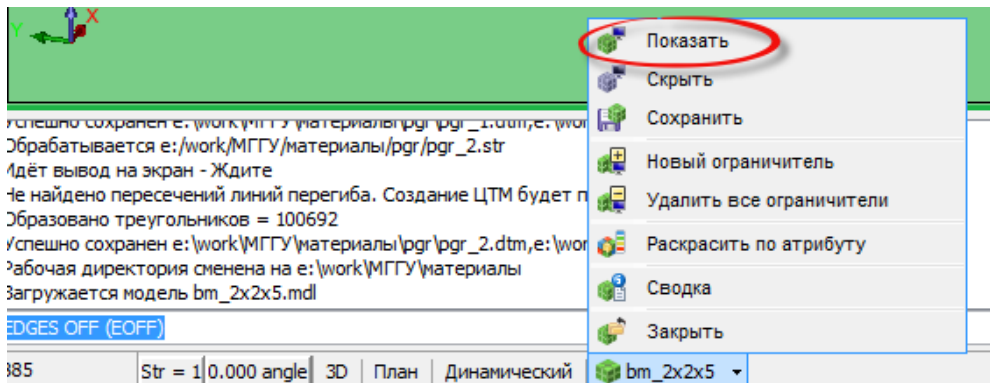 Y X
Показать
Скрыть
Сохранить
Новый ограничитель
Удалить все ограничители
Раскрасить по атрибуту
Сводка
Закрыть
Успешно сохранен e:\work\МГГУ\материалы\pgr\pgr_1.dtm,e:\wor
Обрабатывается e:/work/МГГУ/материалы/pgr/pgr_2.str
Идёт вывод на экран - Ждите
Не найдено пересечений линий перегиба. Создание ЦТМ будет п
Образовано треугольников = 100692
Успешно сохранен e:\work\МГГУ\материалы\pgr\pgr_2.dtm,e:\wor
Рабочая директория сменена на e:\work\МГГУ\материалы
Загружается модель bm_2x2x5.mdl
EDGES OFF (EOFF)
385 Str = 1 0.000 angle 3D План Динамический bm_2x2x5